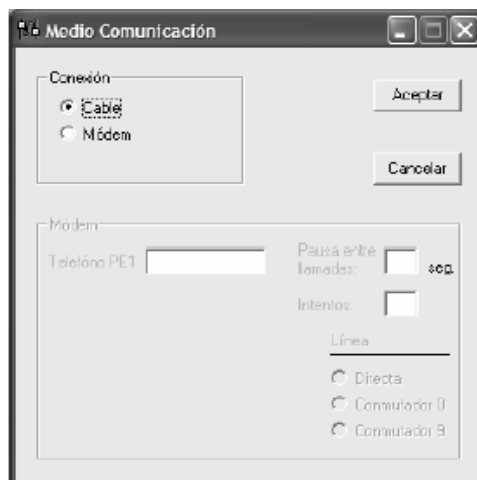 Medio Comunicación
Conexión
Cable
Módem
Aceptar
Cancelar
Módem
Telefóno PE1
Pausa entre
llamadas: seg.
Intentos:
Línea
Directa
Conmutador 0
Conmutador 9